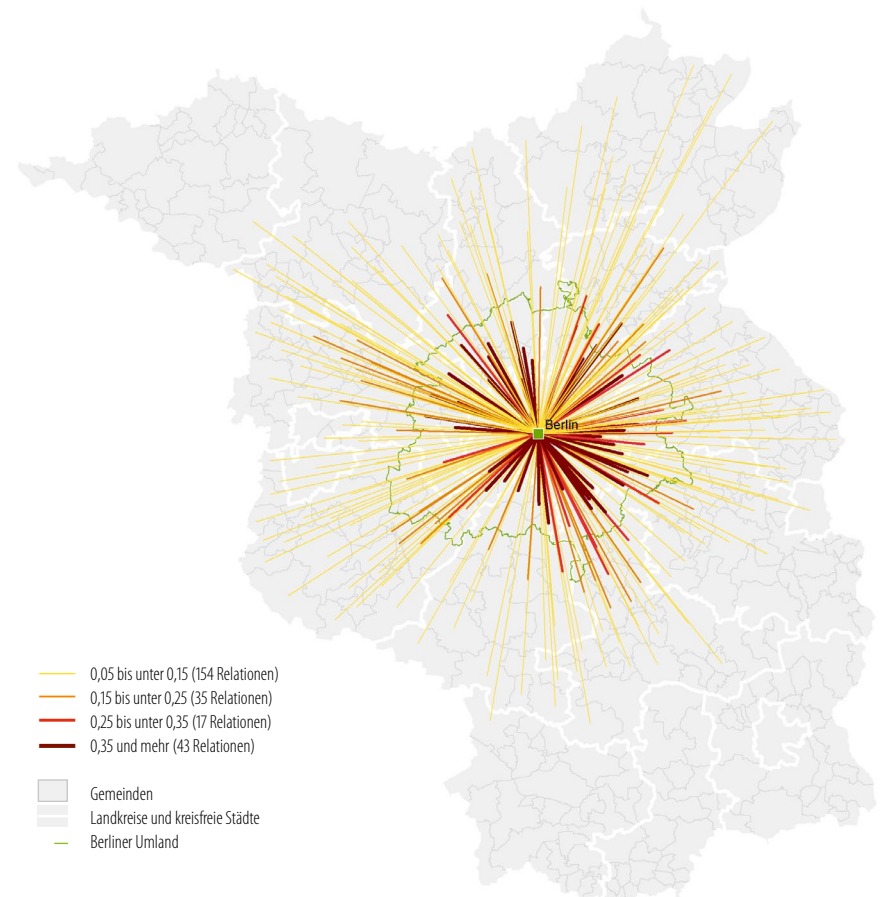 Berlin
0,05 bis unter 0,15 (154 Relationen)
0,15 bis unter 0,25 (35 Relationen)
0,25 bis unter 0,35 (17 Relationen)
0,35 und mehr (43 Relationen)
Gemeinden
Landkreise und kreisfreie Städte
Berliner Umland